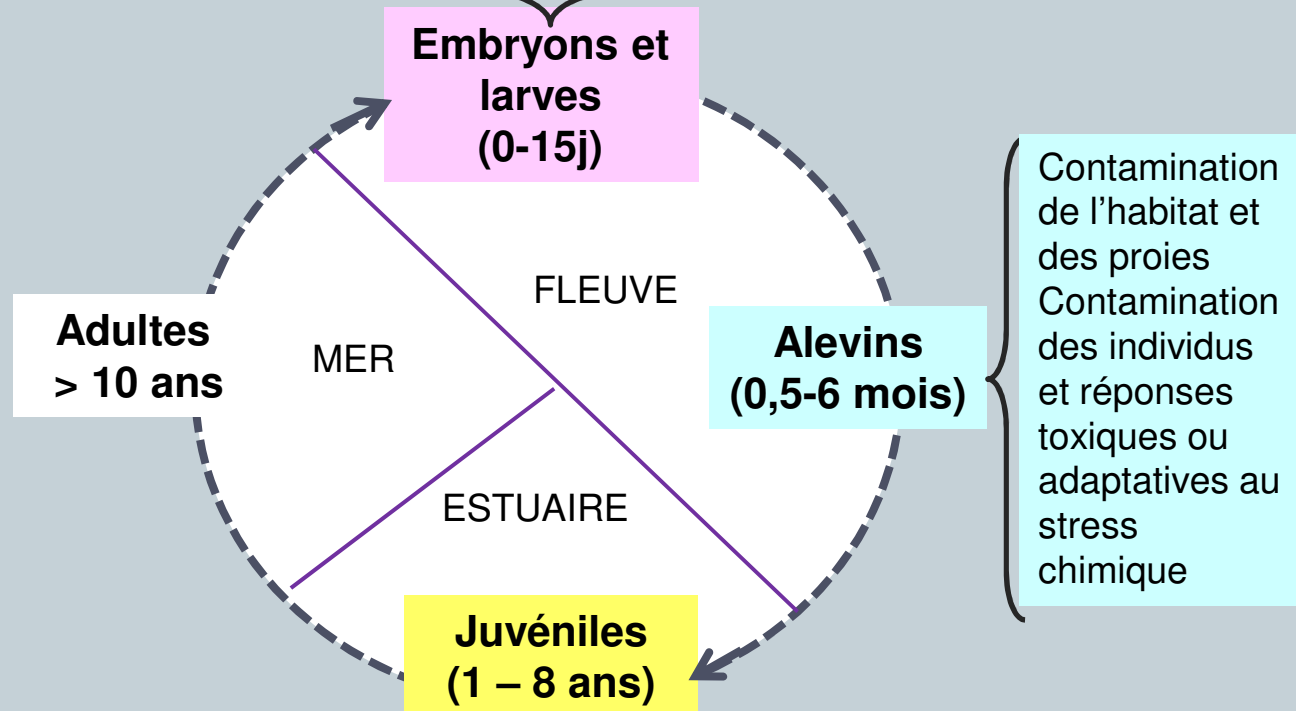 Embryons et
larves
(0-15j)
FLEUVE
MER
ESTUAIRE
Adultes
> 10 ans
Alevins
(0,5-6 mois)
Contamination
de l’habitat et
des proies
Contamination
des individus
et réponses
toxiques ou
adaptatives au
stress
chimique
Juvéniles
(1 – 8 ans)